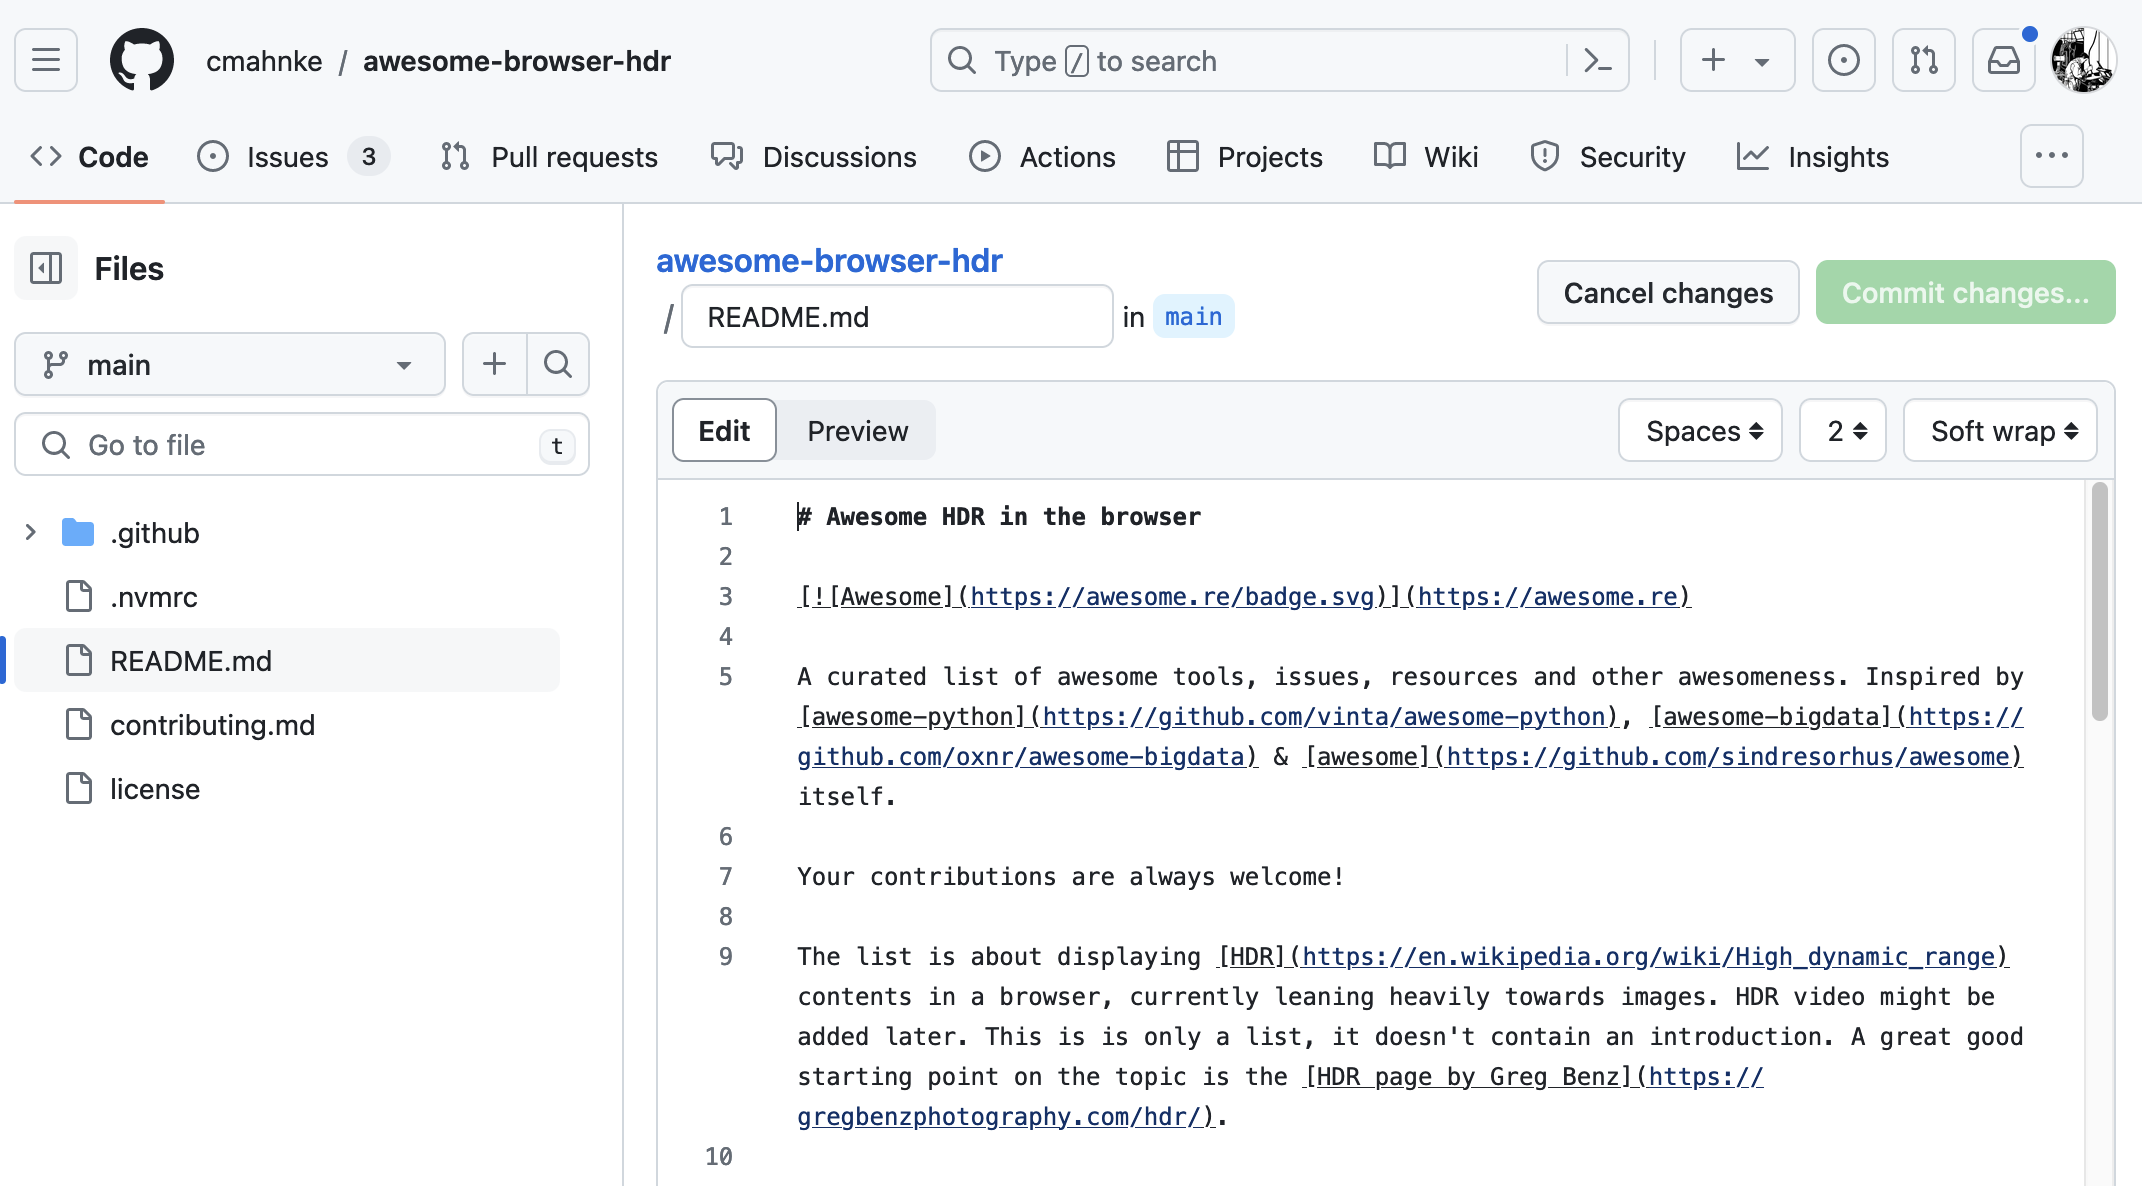 cmahnke / awesome-browser-hdr
Type / to search
Code
Issues 3
Pull requests
Discussions
Actions
Projects
Wiki
Security
Insights
Files
main
Go to file t
.github
.nvmrc
README.md
contributing.md
license
awesome-browser-hdr
/ README.md in main
Cancel changes
Commit changes...
Edit
Preview
Spaces
2
Soft wrap
1 # Awesome HDR in the browser
2
3 [![Awesome](https://awesome.re/badge.svg)](https://awesome.re)
4
5 A curated list of awesome tools, issues, resources and other awesomeness. Inspired by
[awesome-python](https://github.com/vinta/awesome-python), [awesome-bigdata](https://
github.com/oxnr/awesome-bigdata) & [awesome](https://github.com/sindresorhus/awesome)
itself.
6
7 Your contributions are always welcome!
8
9 The list is about displaying [HDR](https://en.wikipedia.org/wiki/High_dynamic_range)
contents in a browser, currently leaning heavily towards images. HDR video might be
added later. This is is only a list, it doesn't contain an introduction. A great good
starting point on the topic is the [HDR page by Greg Benz](https://
gregbenzphotography.com/hdr/).
10